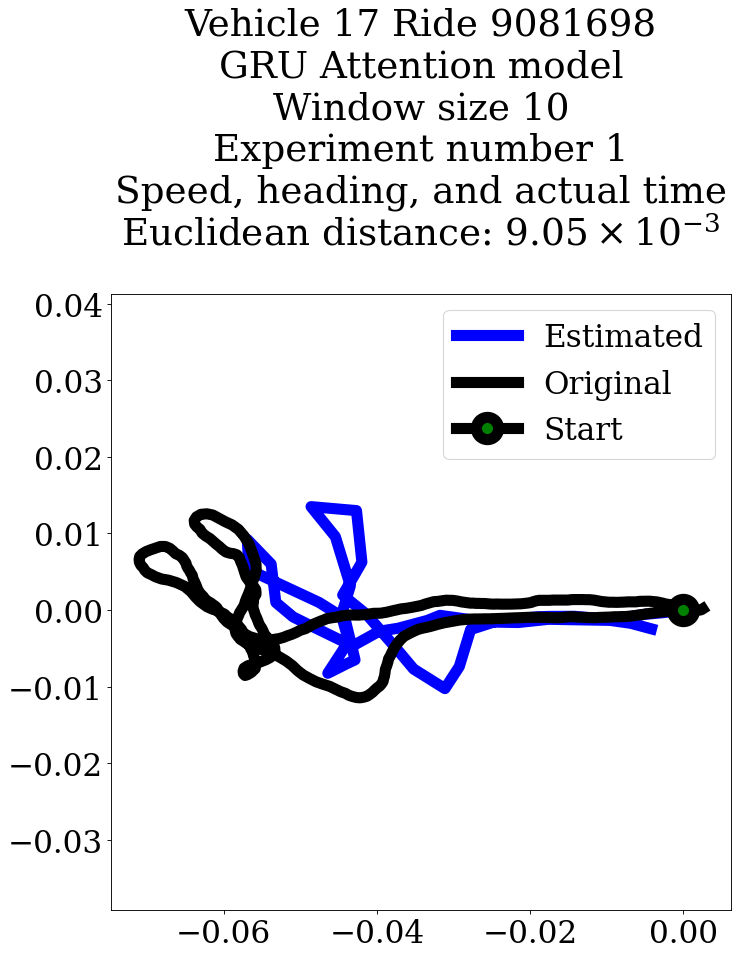 Vehicle 17 Ride 9081698
GRU Attention model
Window size 10
Experiment number 1
Speed, heading, and actual time
Euclidean distance: 9.05 × 10⁻³
0.04
0.03
0.02
0.01
0.00
−0.01
−0.02
−0.03
Estimated
Original
Start
−0.06
−0.04
−0.02
0.00